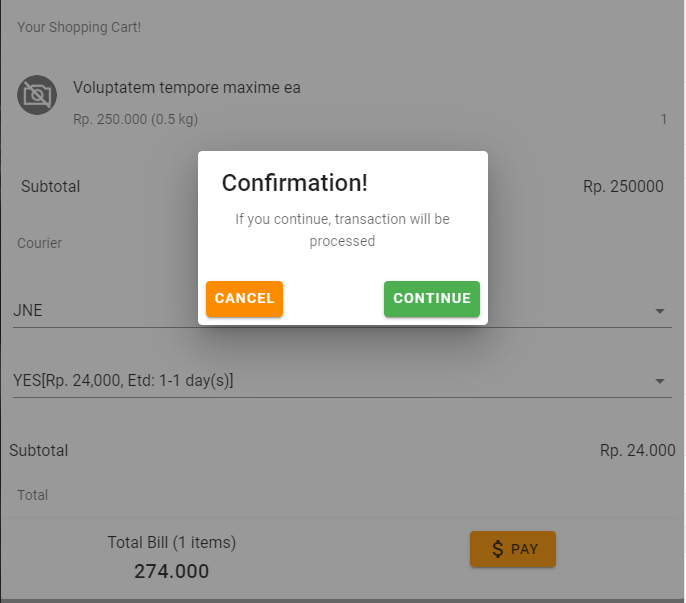 Your Shopping Cart!
Voluptatem tempore maxime ea
Rp. 250.000 (0.5 kg) 1
Subtotal Rp. 250000
Confirmation!
If you continue, transaction will be
processed
CANCEL CONTINUE
Courier
JNE
YES[Rp. 24,000, Etd: 1-1 day(s)]
Subtotal Rp. 24.000
Total
Total Bill (1 items)
274.000
$ PAY